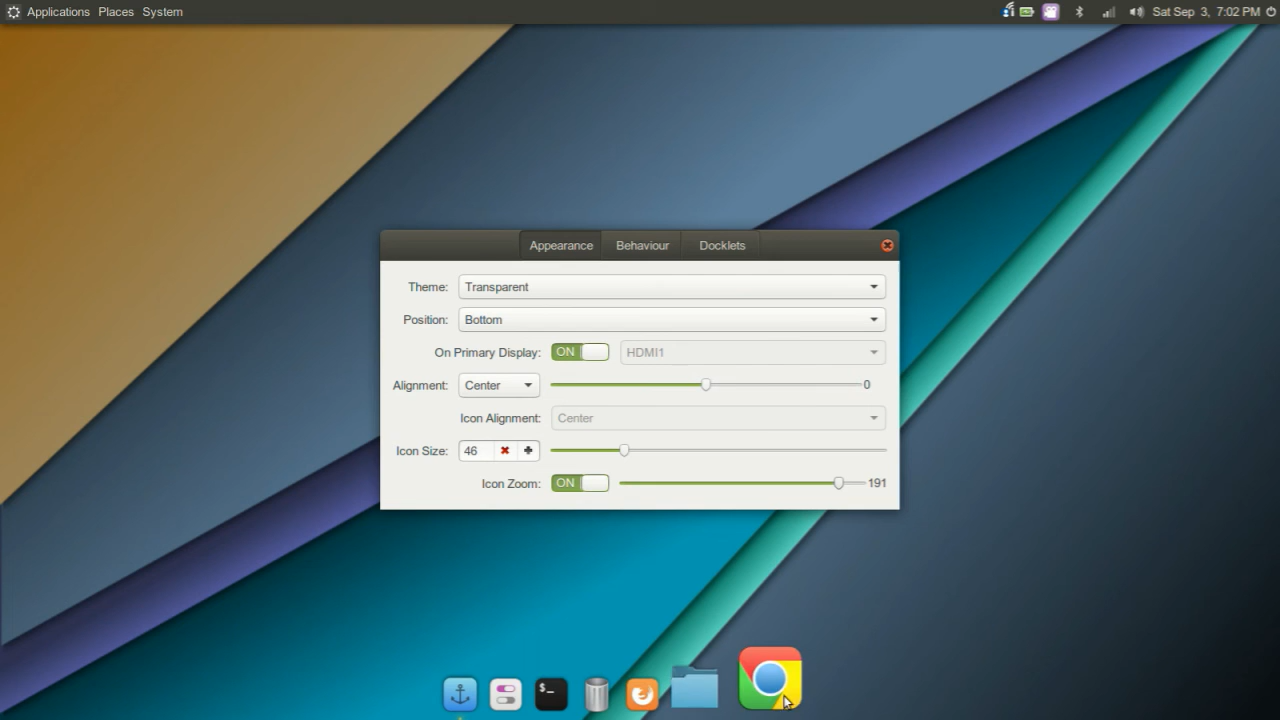 Applications Places System
Sat Sep 3, 7:02 PM
Appearance Behaviour Docklets
Theme: Transparent
Position: Bottom
On Primary Display: ON HDMI1
Alignment: Center 0
Icon Alignment: Center
Icon Size: 46
Icon Zoom: ON 191
$_